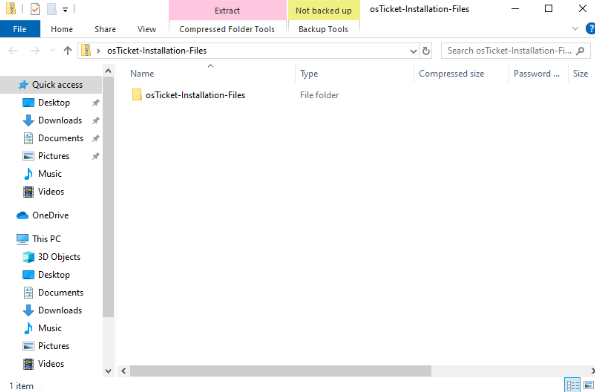 Extract
Not backed up
osTicket-Installation-Files
File
Home
Share
View
Compressed Folder Tools
Backup Tools
osTicket-Installation-Files
Search osTicket-Installation-Fi...
Name
Type
Compressed size
Password ...
Size
Quick access
Desktop
Downloads
Documents
Pictures
Music
Videos
OneDrive
This PC
3D Objects
Desktop
Documents
Downloads
Music
Pictures
Videos
osTicket-Installation-Files
File folder
1 item